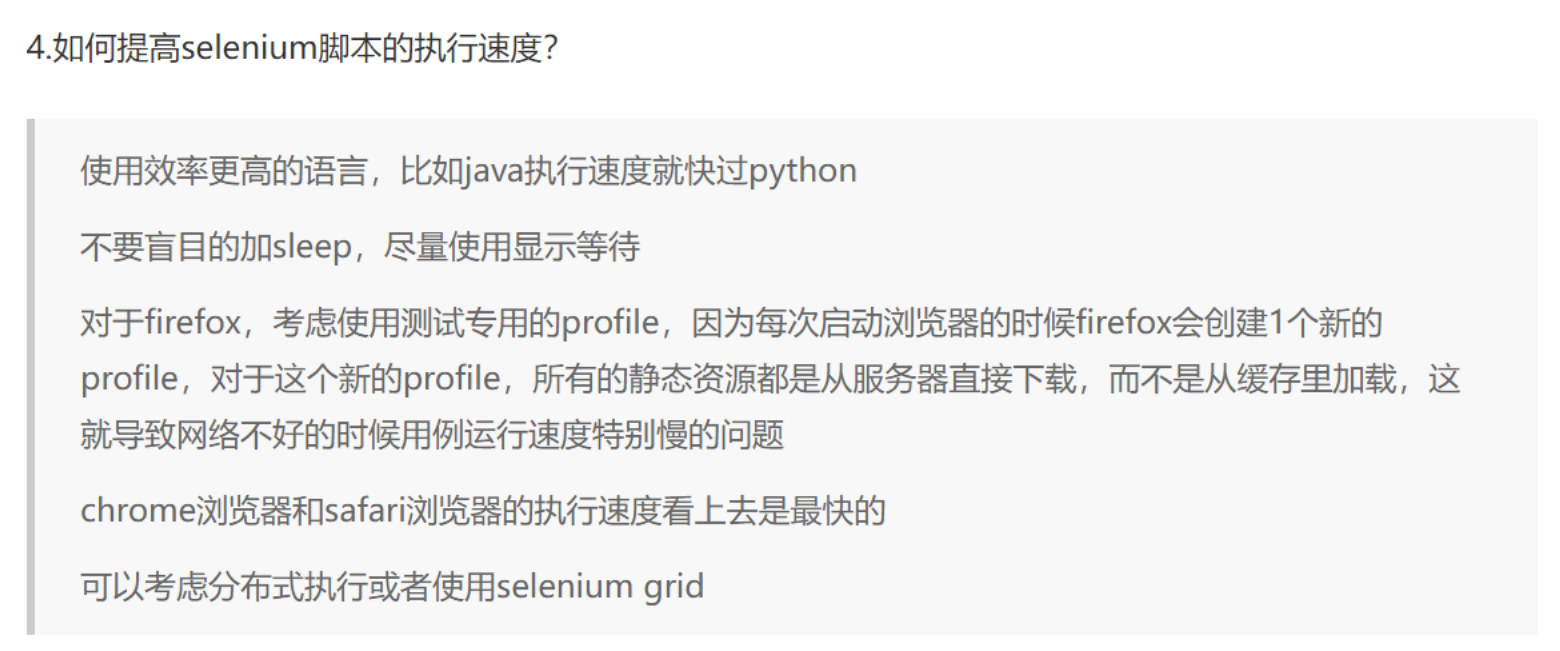 4.如何提高selenium脚本的执行速度？
使用效率更高的语言，比如java执行速度就快过python
不要盲目的加sleep，尽量使用显示等待
对于firefox，考虑使用测试专用的profile，因为每次启动浏览器的时候firefox会创建1个新的
profile，对于这个新的profile，所有的静态资源都是从服务器直接下载，而不是从缓存里加载，这
就导致网络不好的时候用例运行速度特别慢的问题
chrome浏览器和safari浏览器的执行速度看上去是最快的
可以考虑分布式执行或者使用selenium grid